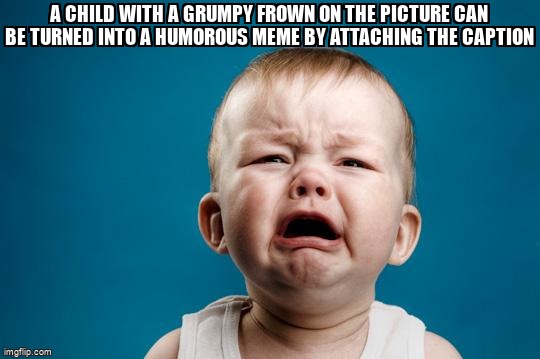 A CHILD WITH A GRUMPY FROWN ON THE PICTURE CAN
BE TURNED INTO A HUMOROUS MEME BY ATTACHING THE CAPTION
imgflip.com